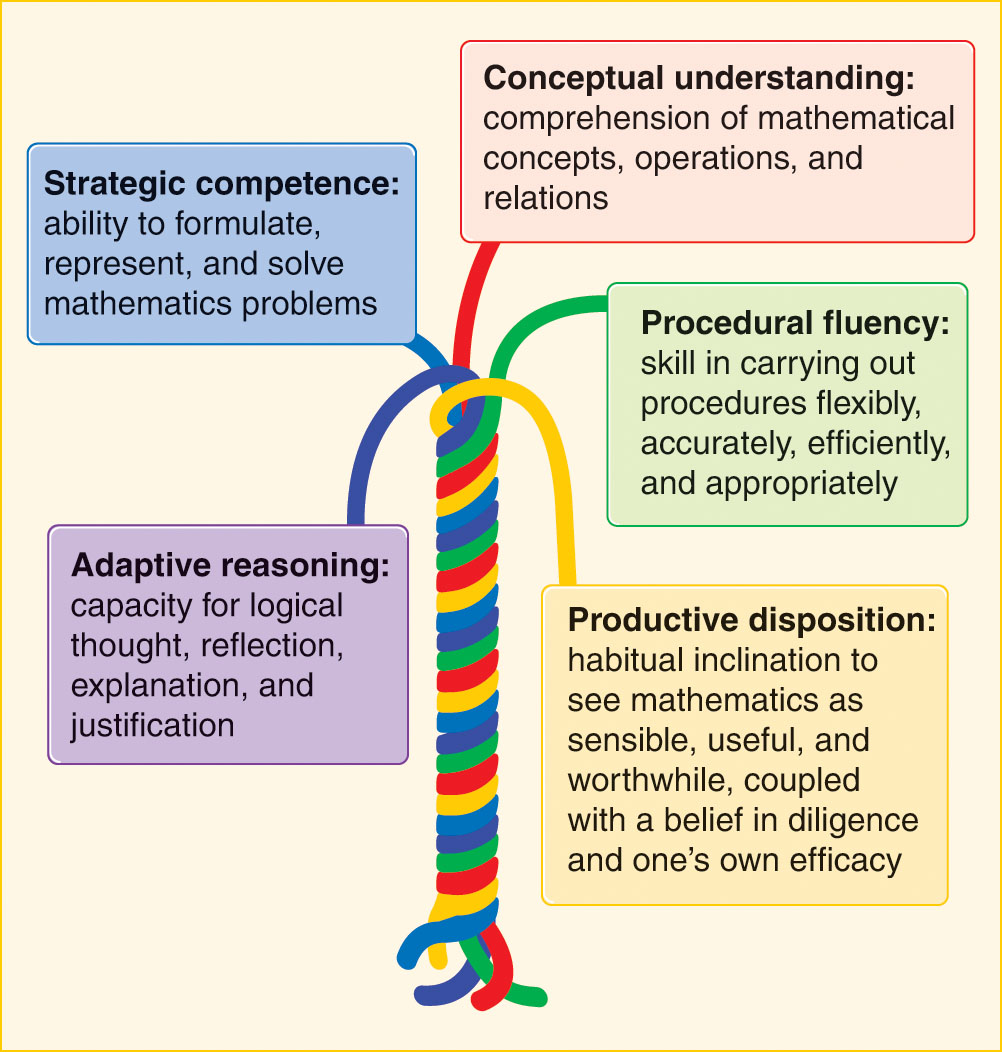 Conceptual understanding:
comprehension of mathematical
concepts, operations, and
relations
Strategic competence:
ability to formulate,
represent, and solve
mathematics problems
Procedural fluency:
skill in carrying out
procedures flexibly,
accurately, efficiently,
and appropriately
Adaptive reasoning:
capacity for logical
thought, reflection,
explanation, and
justification
Productive disposition:
habitual inclination to
see mathematics as
sensible, useful, and
worthwhile, coupled
with a belief in diligence
and one’s own efficacy